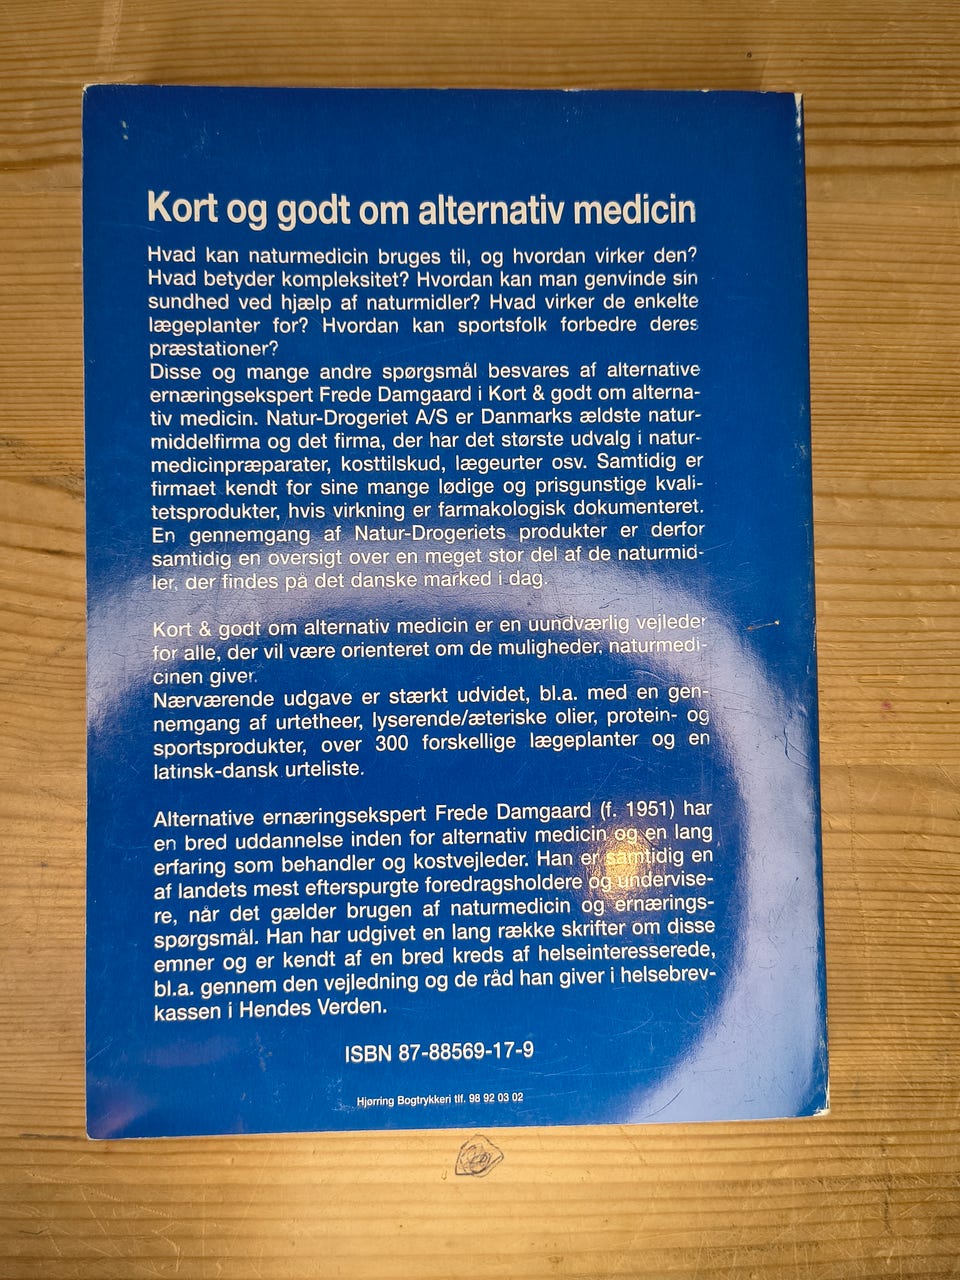 Kort og godt om alternativ medicin
Hvad kan naturmedicin bruges til, og hvordan virker den?
Hvad betyder kompleksitet? Hvordan kan man genvinde sin
sundhed ved hjælp af naturmidler? Hvad virker de enkelte
lægeplanter for? Hvordan kan sportsfolk forbedre deres
præstationer?
Disse og mange andre spørgsmål besvares af alternative
ernæringsekspert Frede Damgaard i Kort & godt om alterna-
tiv medicin. Natur-Drogeriet A/S er Danmarks ældste natur-
middelfirma og det firma, der har det største udvalg i natur-
medicinpræparater, kosttilskud, lægeurter osv. Samtidig er
firmaet kendt for sine mange lødige og prisgunstige kvali-
tetsprodukter, hvis virkning er farmakologisk dokumenteret.
En gennemgang af Natur-Drogeriets produkter er derfor
samtidig en oversigt over en meget stor del af de naturmid-
ler, der findes på det danske marked i dag.
Kort & godt om alternativ medicin er en uundværlig vejleder
for alle, der vil være orienteret om de muligheder, naturmedi-
cinen giver.
Nærværende udgave er stærkt udvidet, bl.a. med en gen-
nemgang af urtetheer, lyserende/æteriske olier, protein- og
sportsprodukter, over 300 forskellige lægeplanter og en
latinsk-dansk urteliste.
Alternative ernæringsekspert Frede Damgaard (f. 1951) har
en bred uddannelse inden for alternativ medicin og en lang
erfaring som behandler og kostvejleder. Han er samtidig en
af landets mest efterspurgte foredragsholdere og undervise-
re, når det gælder brugen af naturmedicin og ernærings-
spørgsmål. Han har udgivet en lang række skrifter om disse
emner og er kendt af en bred kreds af helseinteresserede,
bl.a. gennem den vejledning og de råd han giver i helsebrev-
kassen i Hendes Verden.
ISBN 87-88569-17-9
Hjørring Bogtrykkeri tlf. 98 92 03 02